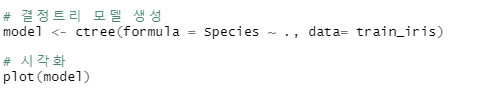 # 결정트리 모델 생성
model <- ctree(formula = Species ~ ., data= train_iris)
# 시각화
plot(model)